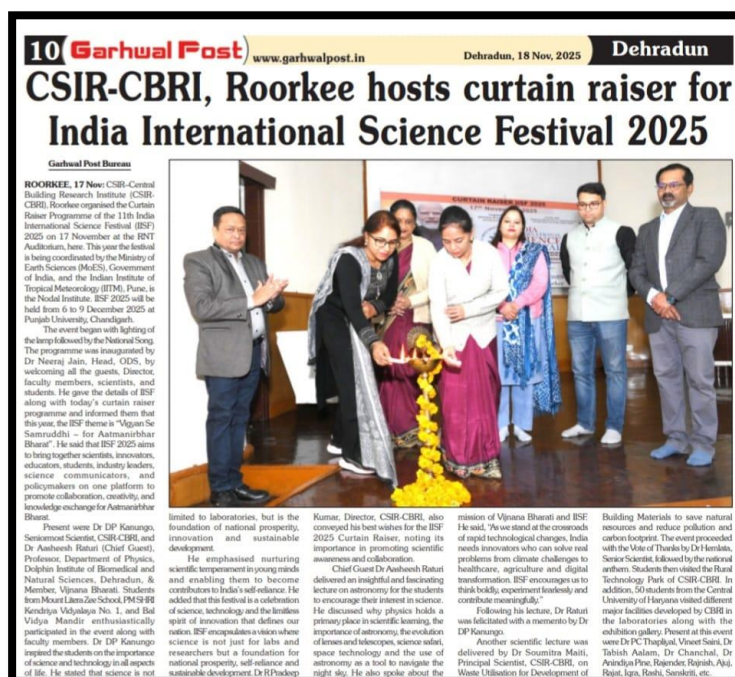 10 Garhwal Post www.garhwalpost.in Dehradun, 18 Nov, 2025 Dehradun
CSIR-CBRI, Roorkee hosts curtain raiser for
India International Science Festival 2025
Garhwal Post Bureau
ROORKEE, 17 Nov: CSIR–Central
Building Research Institute (CSIR-
CBRI), Roorkee organised the Curtain
Raiser Programme of the 11th India
International Science Festival (IISF)
2025 on 17 November at the RNT
Auditorium, here. This year the festival
is being coordinated by the Ministry of
Earth Sciences (MoES), Government
of India, and the Indian Institute of
Tropical Meteorology (IITM), Pune, is
the Nodal Institute. IISF 2025 will be
held from 6 to 9 December 2025 at
Punjab University, Chandigarh.
The event began with lighting of
the lamp followed by the National Song.
The programme was inaugurated by
Dr Neeraj Jain, Head, ODS, by
welcoming all the guests, Director,
faculty members, scientists, and
students. He gave the details of IISF
along with today's curtain raiser
programme and informed them that
this year, the IISF theme is "Vigyan Se
Samruddhi – for Aatmanirbhar
Bharat". He said that IISF 2025 aims
to bring together scientists, innovators,
educators, students, industry leaders,
science communicators, and
policymakers on one platform to
promote collaboration, creativity, and
knowledge exchange for Aatmanirbhar
Bharat.
Present were Dr DP Kanungo,
Seniormost Scientist, CSIR-CBRI, and
Dr Aasheesh Raturi (Chief Guest),
Professor, Department of Physics,
Dolphin Institute of Biomedical and
Natural Sciences, Dehradun, &
Member, Vijnana Bharati. Students
from Mount Litera Zee School, PM SHRI
Kendriya Vidyalaya No. 1, and Bal
Vidya Mandir enthusiastically
participated in the event along with
faculty members. Dr DP Kanungo
inspired the students on the importance
of science and technology in all aspects
of life. He stated that science is not
CURTAIN RAISER IISF 2025
17th November 2025
limited to laboratories, but is the
foundation of national prosperity,
innovation and sustainable
development.
He emphasised nurturing
scientific temperament in young minds
and enabling them to become
contributors to India's self-reliance. He
added that this festival is a celebration
of science, technology and the limitless
spirit of innovation that defines our
nation. IISF encapsulates a vision where
science is not just for labs and
researchers but a foundation for
national prosperity, self-reliance and
sustainable development. Dr R Pradeep
Kumar, Director, CSIR-CBRI, also
conveyed his best wishes for the IISF
2025 Curtain Raiser, noting its
importance in promoting scientific
awareness and collaboration.
Chief Guest Dr Aasheesh Raturi
delivered an insightful and fascinating
lecture on astronomy for the students
to encourage their interest in science.
He discussed why physics holds a
primary place in scientific learning, the
importance of astronomy, the evolution
of lenses and telescopes, science safari,
space technology and the use of
astronomy as a tool to navigate the
night sky. He also spoke about the
mission of Vijnana Bharati and IISF.
He said, "As we stand at the crossroads
of rapid technological changes, India
needs innovators who can solve real
problems from climate challenges to
healthcare, agriculture and digital
transformation. IISF encourages us to
think boldly, experiment fearlessly and
contribute meaningfully."
Following his lecture, Dr Raturi
was felicitated with a memento by Dr
DP Kanungo.
Another scientific lecture was
delivered by Dr Soumitra Maiti,
Principal Scientist, CSIR-CBRI, on
Waste Utilisation for Development of
Building Materials to save natural
resources and reduce pollution and
carbon footprint. The event proceeded
with the Vote of Thanks by Dr Hemlata,
Senior Scientist, followed by the national
anthem. Students then visited the Rural
Technology Park of CSIR-CBRI. In
addition, 50 students from the Central
University of Haryana visited different
major facilities developed by CBRI in
the laboratories along with the
exhibition gallery. Present at this event
were Dr PC Thapliyal, Vineet Saini, Dr
Tabish Aalam, Dr Chanchal, Dr
Anindya Pine, Rajender, Rajnish, Ajuj,
Rajat, Iqra, Rashi, Sanskriti, etc.